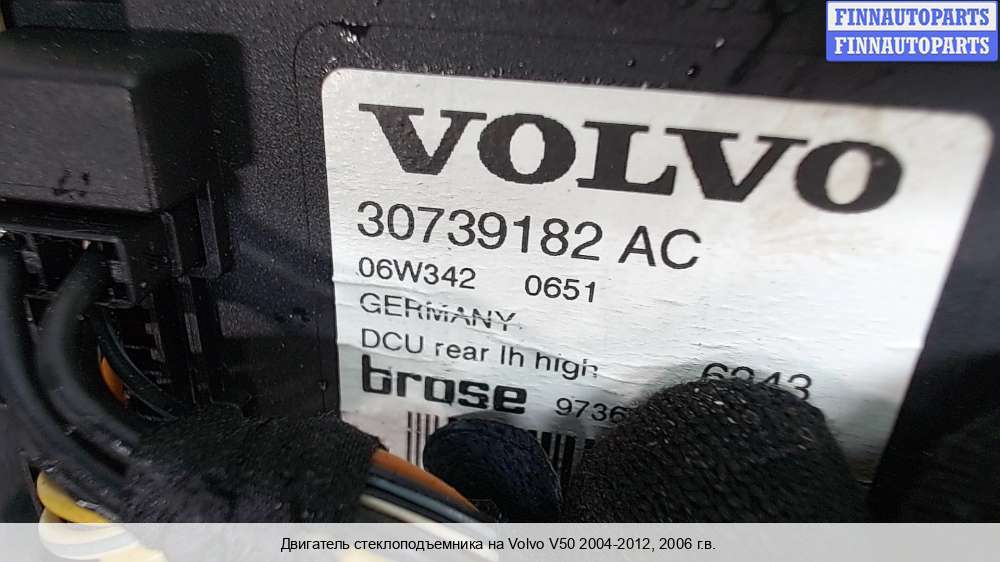 FINNAUTOPARTS
FINNAUTOPARTS
VOLVO
30739182 AC
06W342 0651
GERMANY
DCU rear lh high
brose
Двигатель стеклоподъемника на Volvo V50 2004-2012, 2006 г.в.